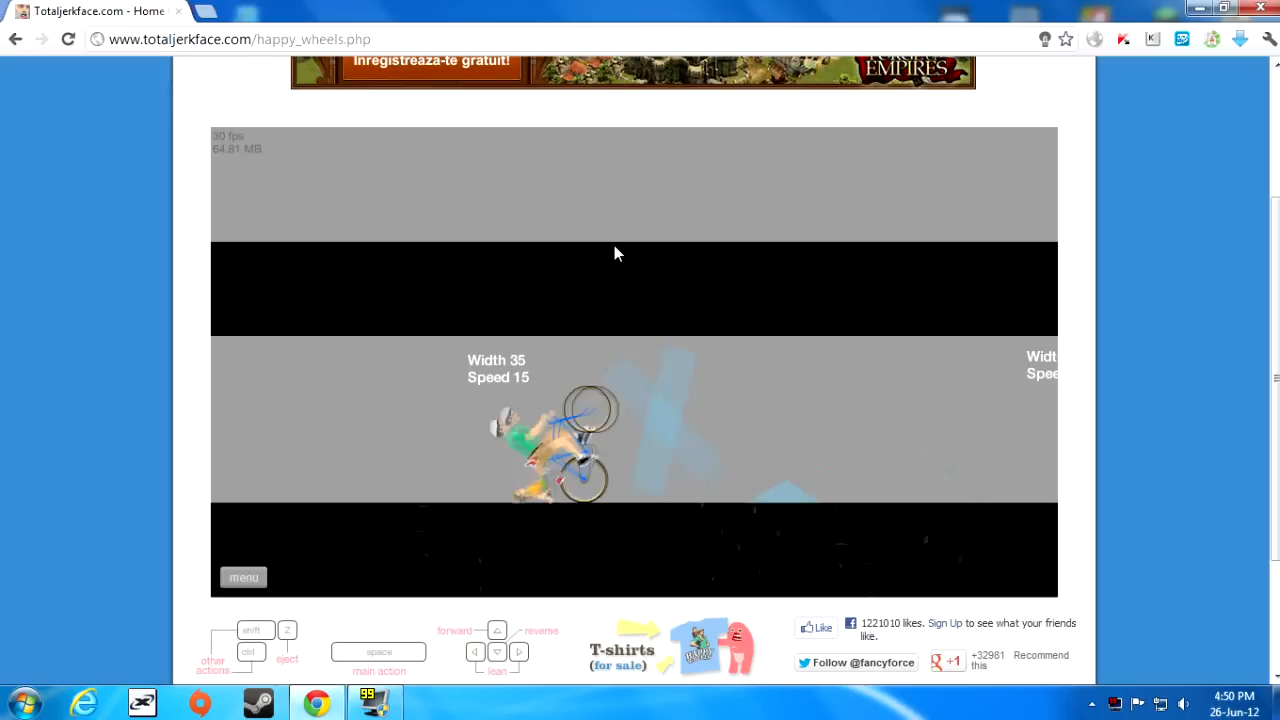 Totaljerkface.com - Home
www.totaljerkface.com/happy_wheels.php
Inregistreaza-te gratuit!
EMPIRES
30 fps
64.81 MB
Width 35
Speed 15
menu
shift
Z
ctrl
other
actions
eject
space
main action
forward
reverse
lean
T-shirts
(for sale)
Like
1221010 likes. Sign Up to see what your friends
like.
Follow @fancyforce
+1
+32981 Recommend
this
99
4:50 PM
26-Jun-12